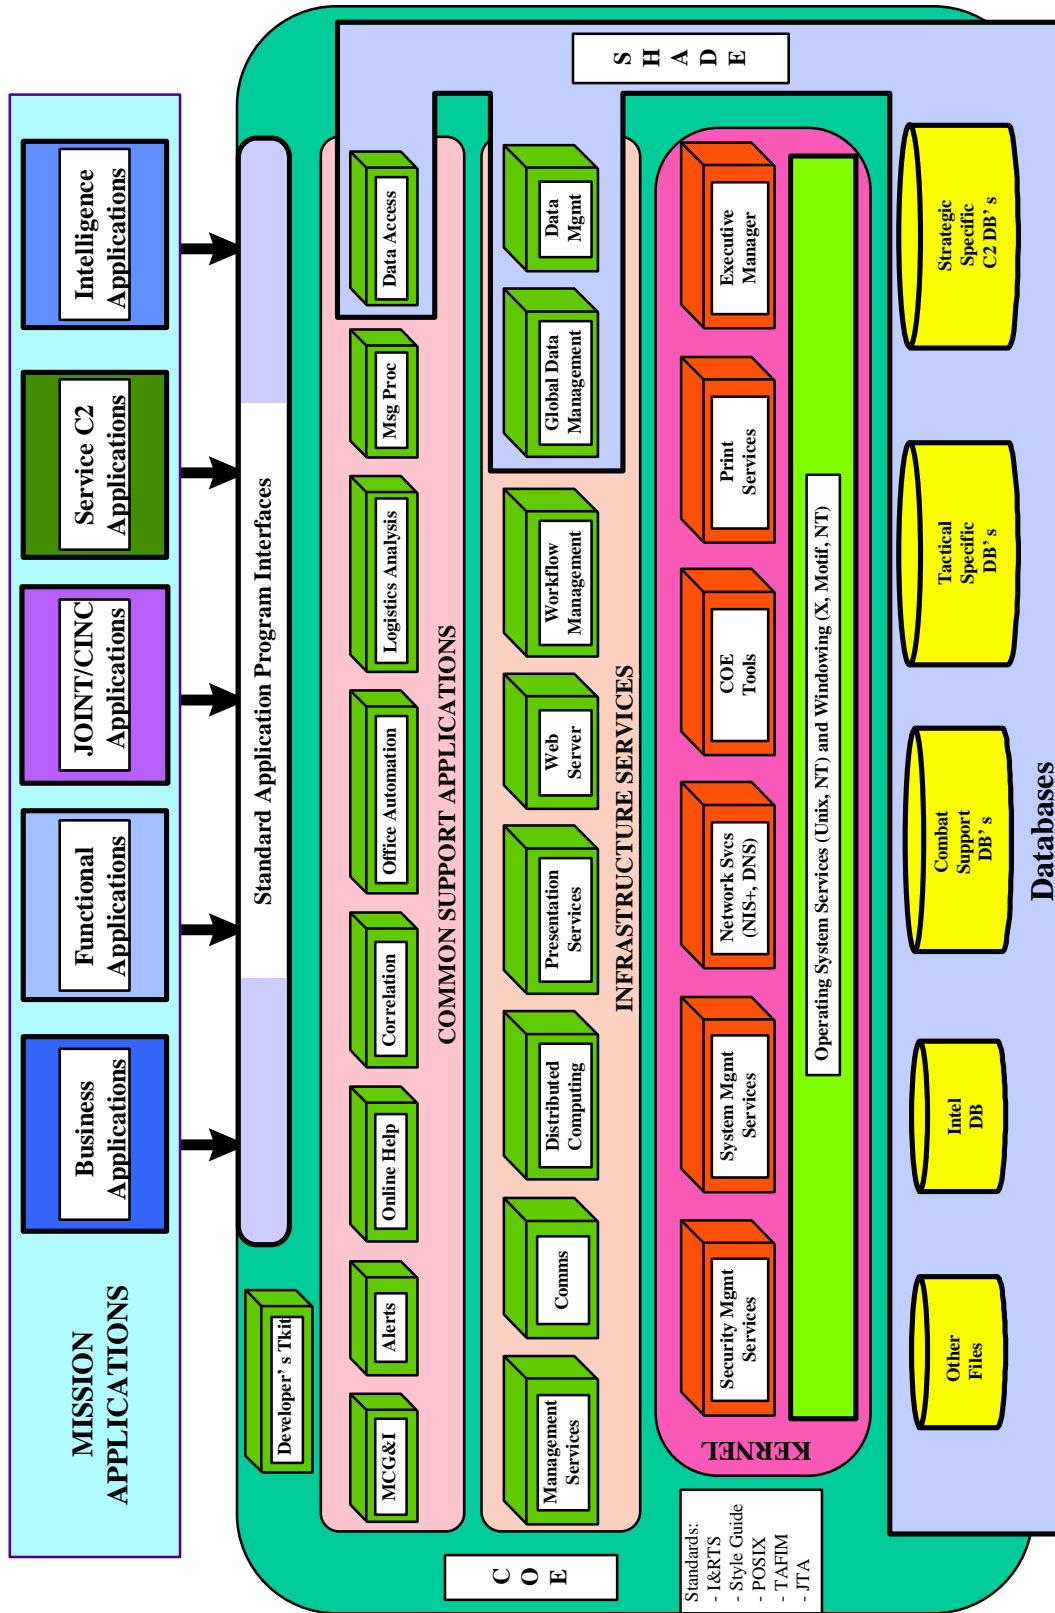 MISSION
APPLICATIONS
Business
Applications
Functional
Applications
JOINT/CINC
Applications
Service C2
Applications
Intelligence
Applications
Developer' s Tkit
Standard Application Program Interfaces
MCG&I
Alerts
Online Help
Correlation
Office Automation
Logistics Analysis
Msg Proc
Data Access
COMMON SUPPORT APPLICATIONS
C
O
E
S
H
A
D
E
Management
Services
Comms
Distributed
Computing
Presentation
Services
Web
Server
Workflow
Management
Global Data
Management
Data
Mgmt
INFRASTRUCTURE SERVICES
Standards:
- I&RTS
- Style Guide
- POSIX
- TAFIM
- JTA
KERNEL
Security Mgmt
Services
System Mgmt
Services
Network Svcs
(NIS+, DNS)
COE
Tools
Print
Services
Executive
Manager
Operating System Services (Unix, NT) and Windowing (X, Motif, NT)
Other
Files
Intel
DB
Combat
Support
DB' s
Tactical
Specific
DB' s
Strategic
Specific
C2 DB' s
Databases